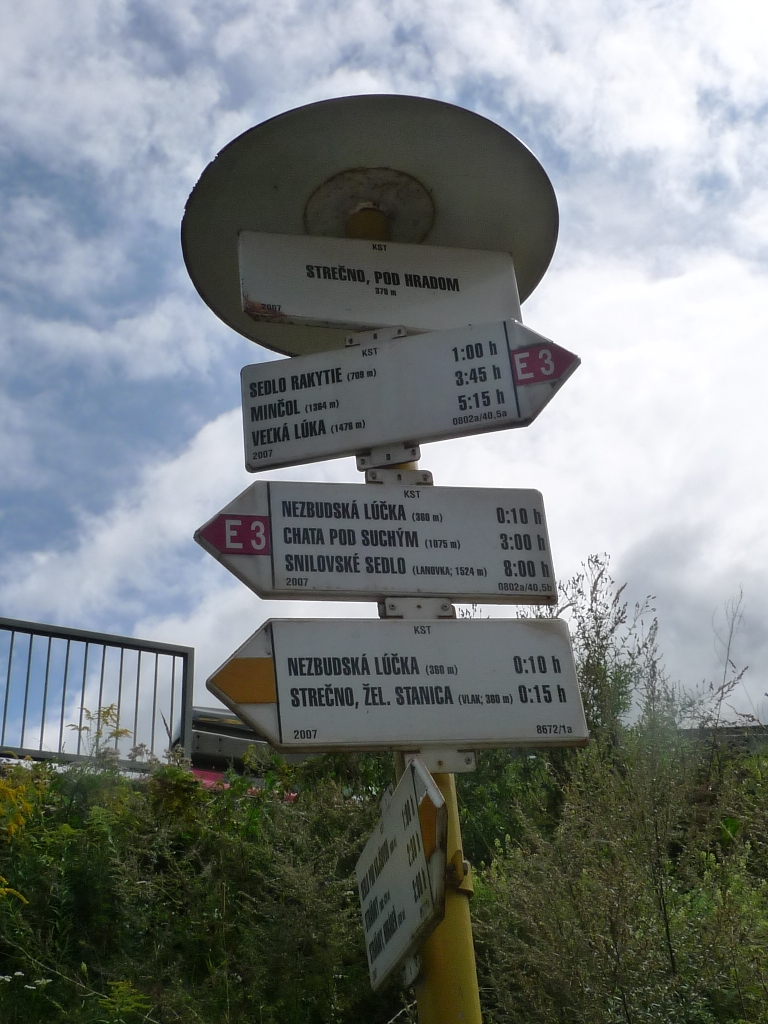 KST
STREČNO, POD HRADOM
370 m
2007
KST
SEDLO RAKYTIE (709 m) 1:00 h
MINČOL (1364 m) 3:45 h
VEĽKÁ LÚKA (1476 m) 5:15 h
2007 0802a/40,5a
E3
KST
E3
NEZBUDSKÁ LÚČKA (360 m) 0:10 h
CHATA POD SUCHÝM (1075 m) 3:00 h
SNILOVSKÉ SEDLO (LANOVKA; 1524 m) 8:00 h
2007 0802a/40,5b
KST
NEZBUDSKÁ LÚČKA (360 m) 0:10 h
STREČNO, ŽEL. STANICA (VLAK; 360 m) 0:15 h
2007 8672/1a